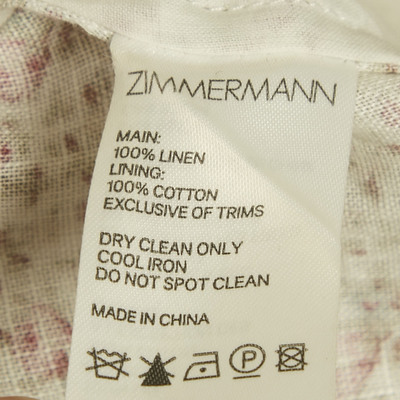 ZIMMERMANN
MAIN:
100% LINEN
LINING:
100% COTTON
EXCLUSIVE OF TRIMS
DRY CLEAN ONLY
COOL IRON
DO NOT SPOT CLEAN
MADE IN CHINA
P